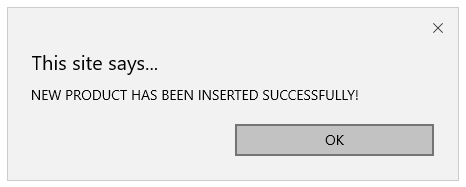 This site says...
NEW PRODUCT HAS BEEN INSERTED SUCCESSFULLY!
OK